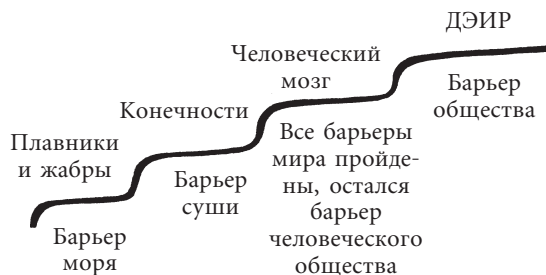 ДЭИР
Человеческий
мозг
Барьер
общества
Конечности
Все барьеры
мира пройде-
ны, остался
барьер
человеческого
общества
Плавники
и жабры
Барьер
суши
Барьер
моря